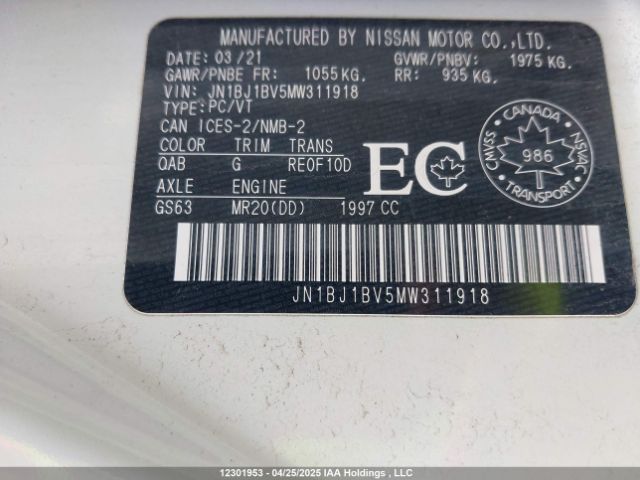 MANUFACTURED BY NISSAN MOTOR CO.,LTD.
DATE: 03/21 GVWR/PNBV: 1975 KG.
GAWR/PNBE FR: 1055KG. RR: 935 KG.
VIN: JN1BJ1BV5MW311918
TYPE:PC/VT
CAN ICES-2/NMB-2
COLOR TRIM TRANS
QAB G RE0F10D
AXLE ENGINE
GS63 MR20(DD) 1997 CC
EC
CANADA
CMVSS 986 NSVAC
TRANSPORT
JN1BJ1BV5MW311918
12301953 - 04/25/2025 IAA Holdings , LLC